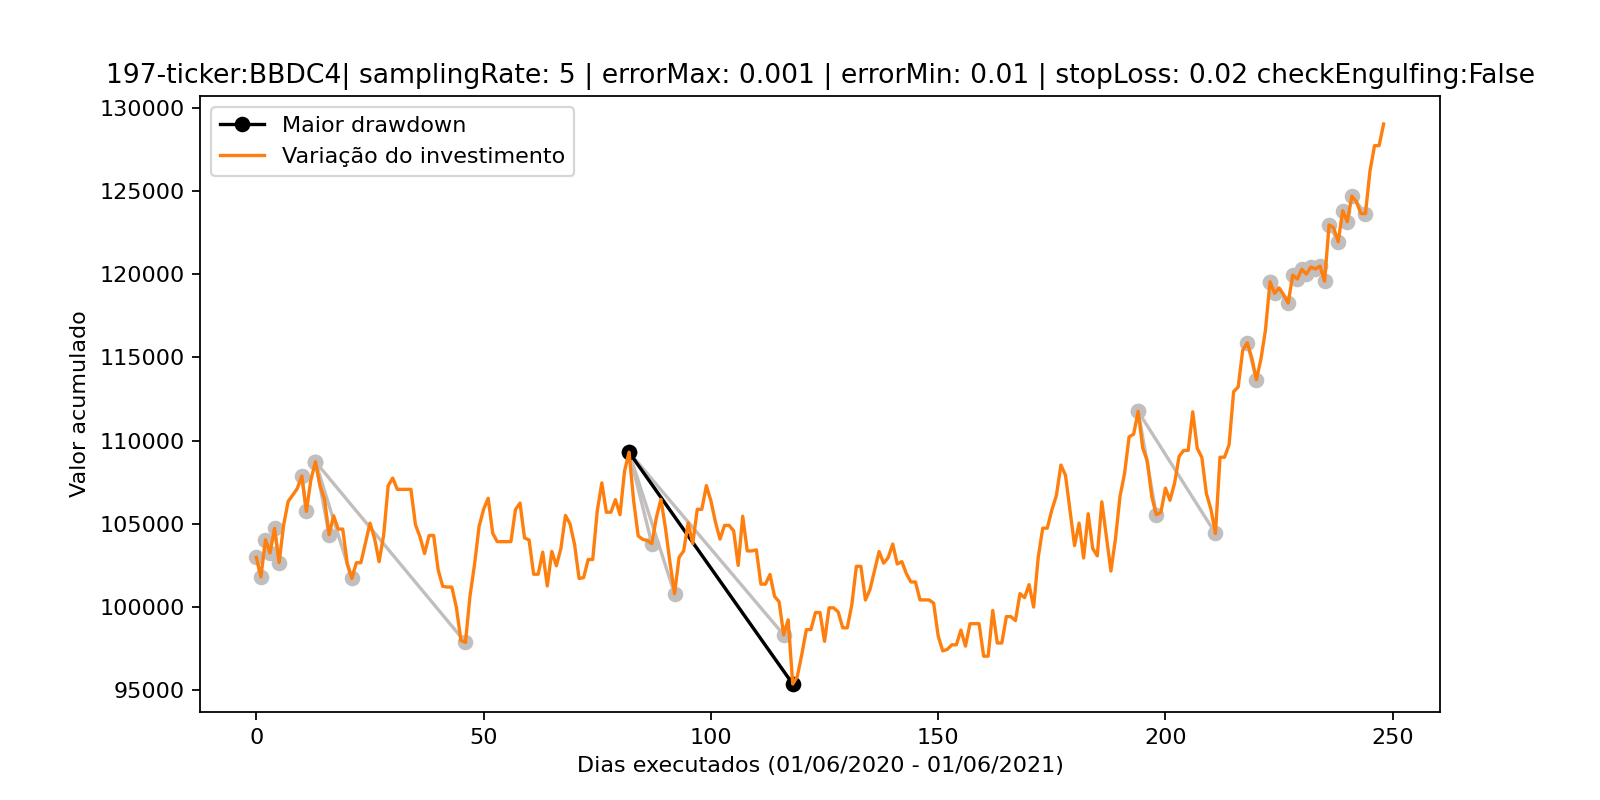 197-ticker:BBDC4| samplingRate: 5 | errorMax: 0.001 | errorMin: 0.01 | stopLoss: 0.02 checkEngulfing:False
Maior drawdown
Variação do investimento
Valor acumulado
130000
125000
120000
115000
110000
105000
100000
95000
0
50
100
150
200
250
Dias executados (01/06/2020 - 01/06/2021)